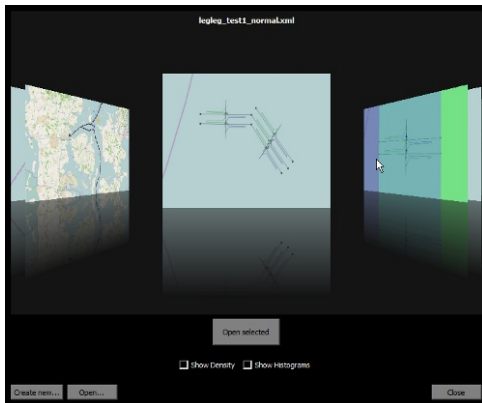 legleg_test1_normal.xml
Open selected
Show Density Show Histograms
Create new... Open... Close